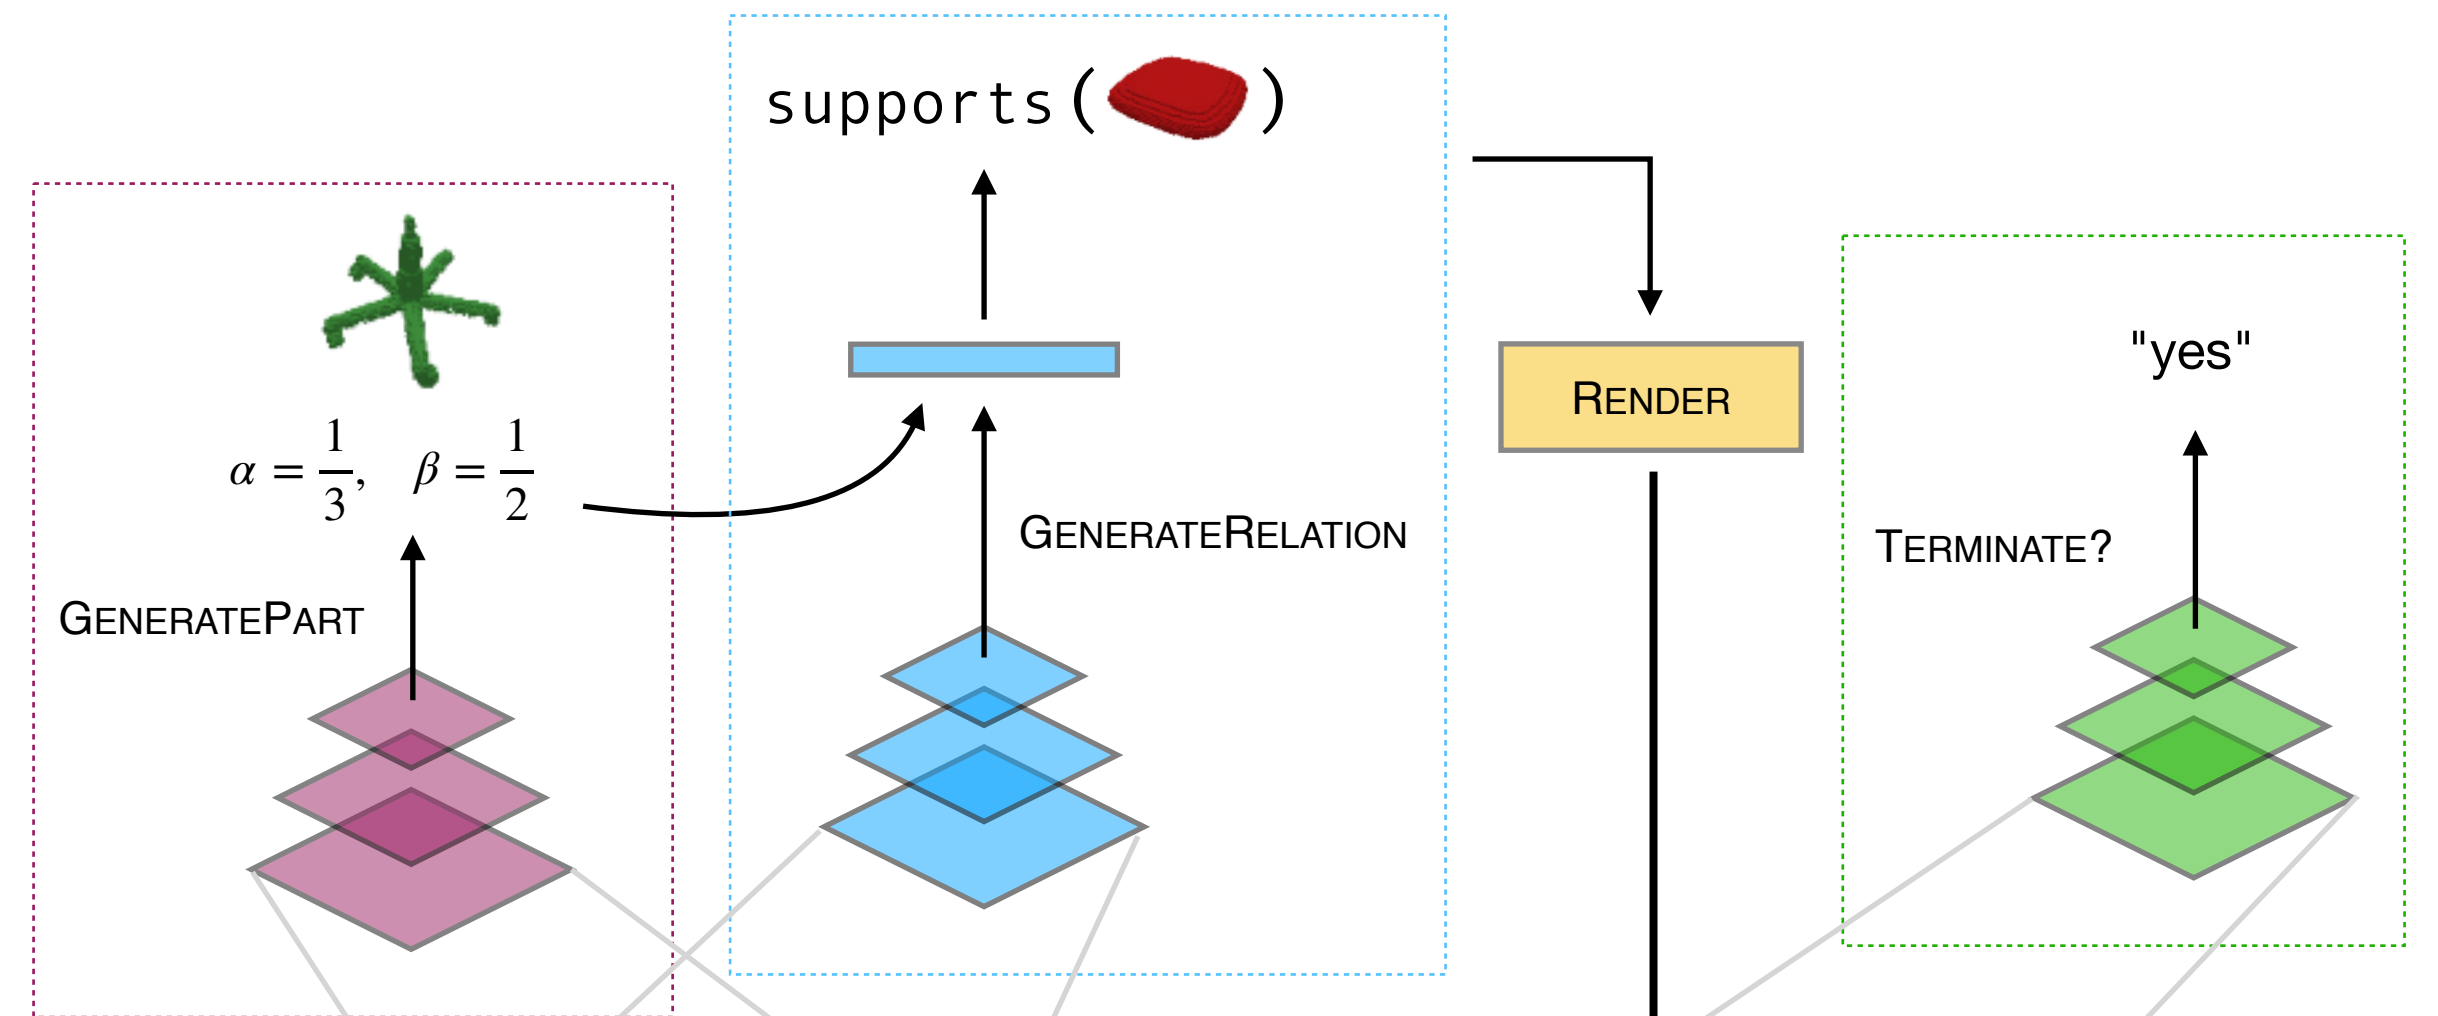 supports( )
α = 1/3, β = 1/2
GENERATEPART
GENERATERELATION
RENDER
"yes"
TERMINATE?